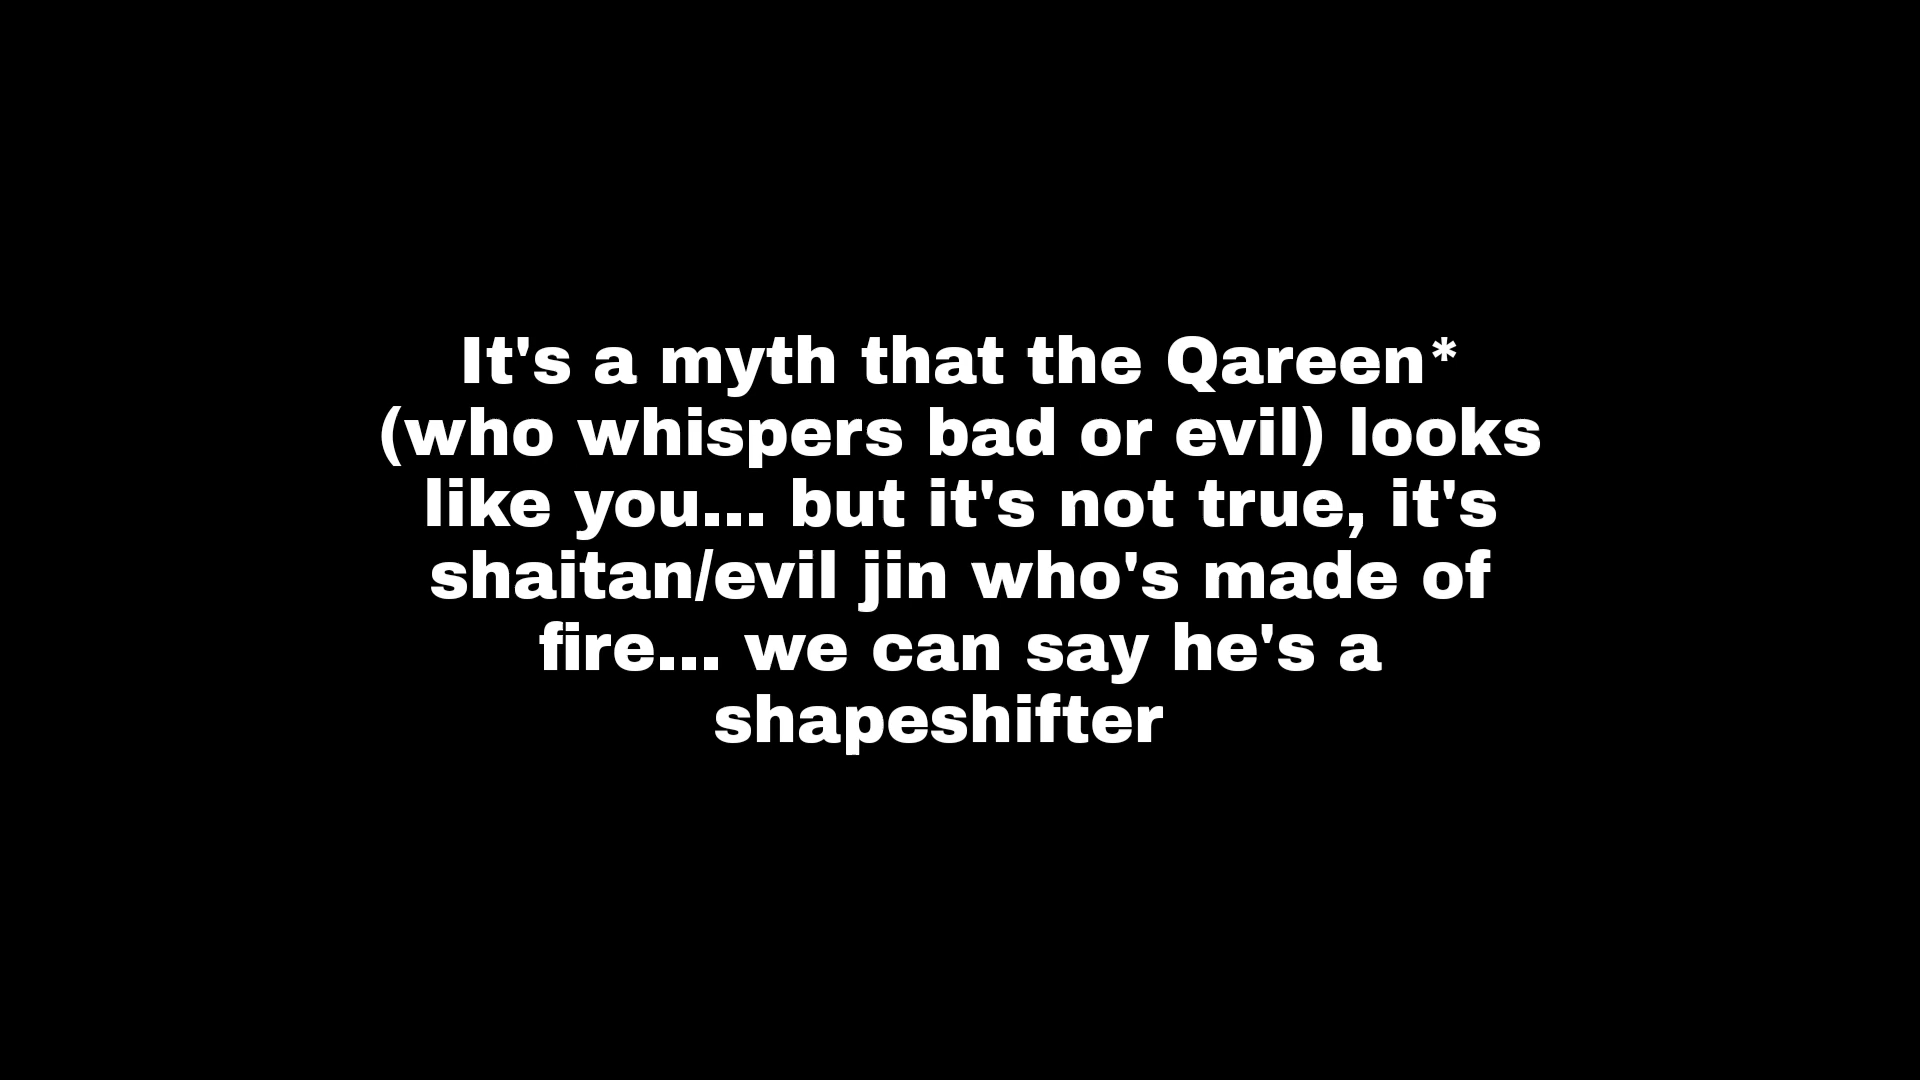 It's a myth that the Qareen*
(who whispers bad or evil) looks
like you... but it's not true, it's
shaitan/evil jin who's made of
fire... we can say he's a
shapeshifter